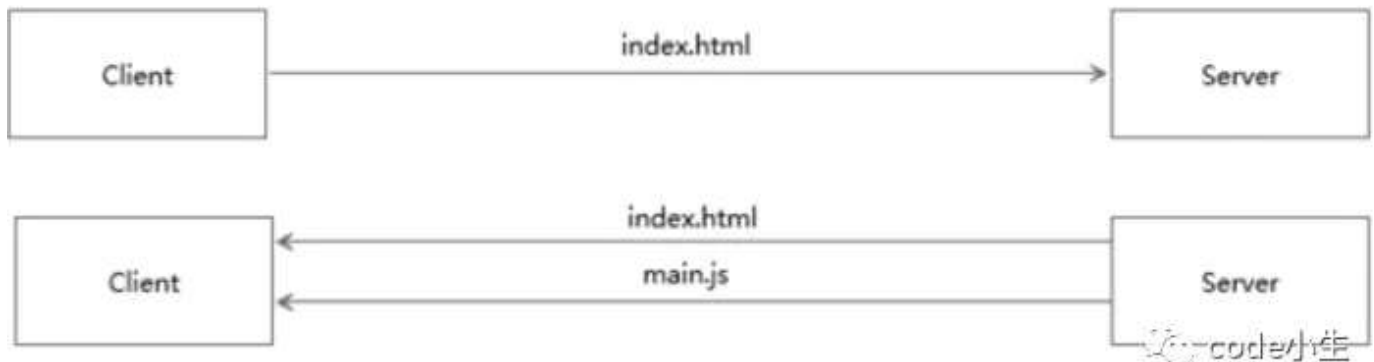 index.html
Client
Server
index.html
main.js
Client
Server
code小生